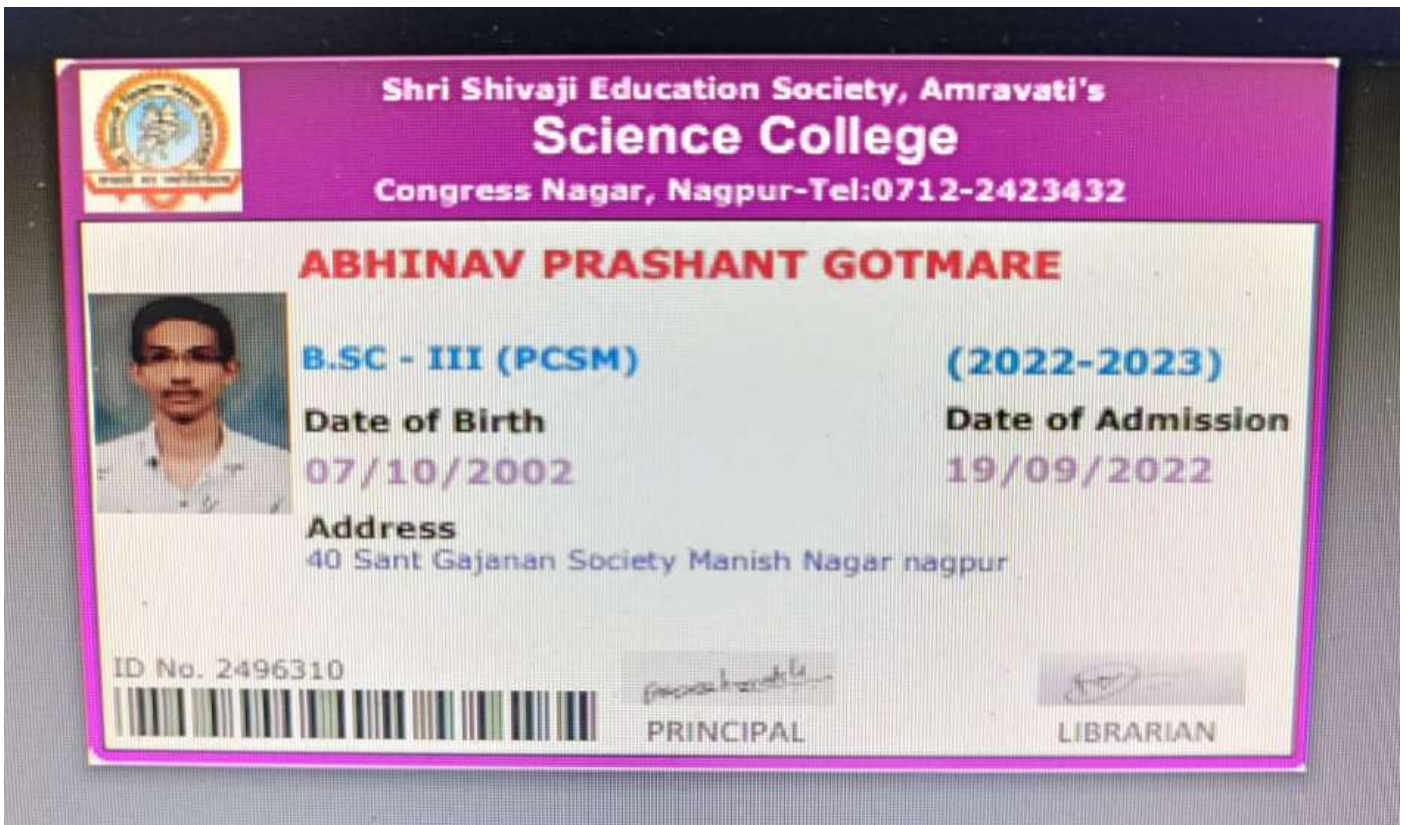 Shri Shivaji Education Society, Amravati's
Science College
Congress Nagar, Nagpur-Tel:0712-2423432
ABHINAV PRASHANT GOTMARE
B.SC - III (PCSM) (2022-2023)
Date of Birth Date of Admission
07/10/2002 19/09/2022
Address
40 Sant Gajanan Society Manish Nagar nagpur
ID No. 2496310
PRINCIPAL LIBRARIAN